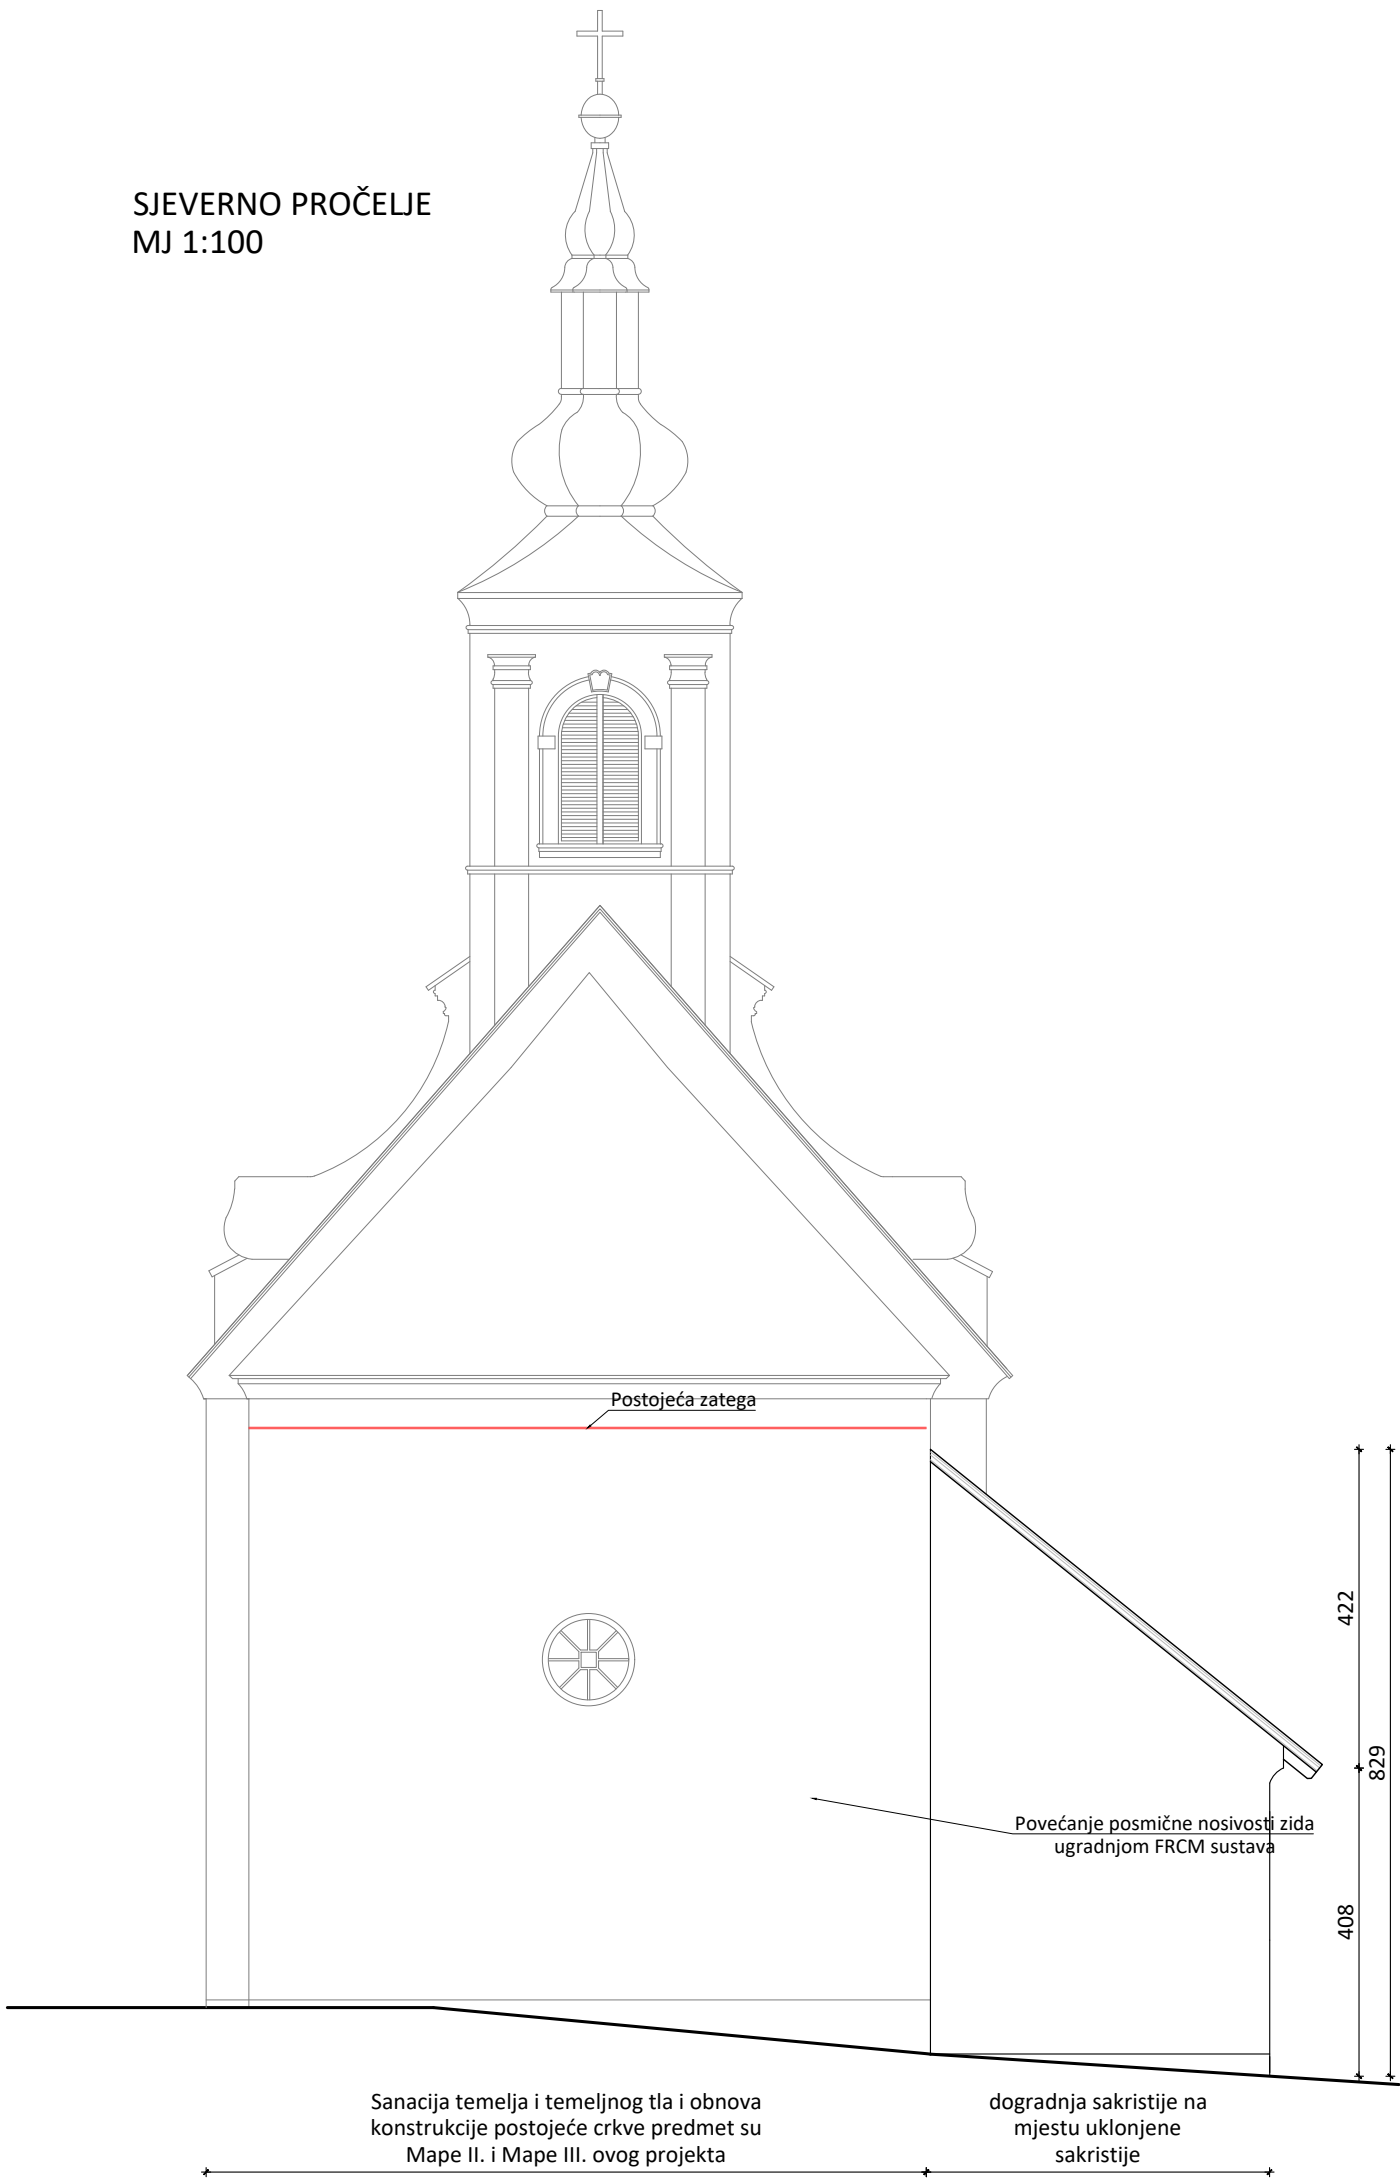 SJEVERNO PROČELJE
MJ 1:100
Postojeća zatega
422
829
Povećanje posmične nosivosti zida
ugradnjom FRCM sustava
408
Sanacija temelja i temeljnog tla i obnova
konstrukcije postojeće crkve predmet su
Mape II. i Mape III. ovog projekta
dogradnja sakristije na
mjestu uklonjene
sakristije